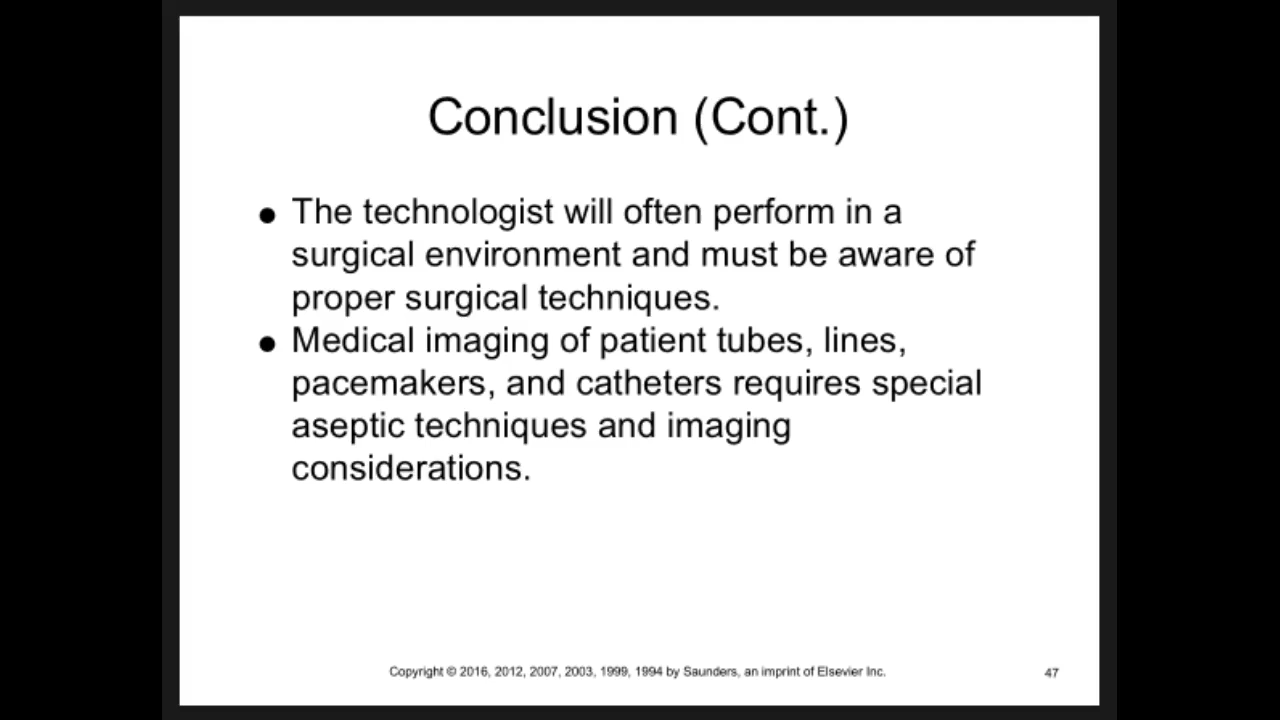 Conclusion (Cont.)
● The technologist will often perform in a
surgical environment and must be aware of
proper surgical techniques.
● Medical imaging of patient tubes, lines,
pacemakers, and catheters requires special
aseptic techniques and imaging
considerations.
Copyright © 2016, 2012, 2007, 2003, 1999, 1994 by Saunders, an imprint of Elsevier Inc.
47